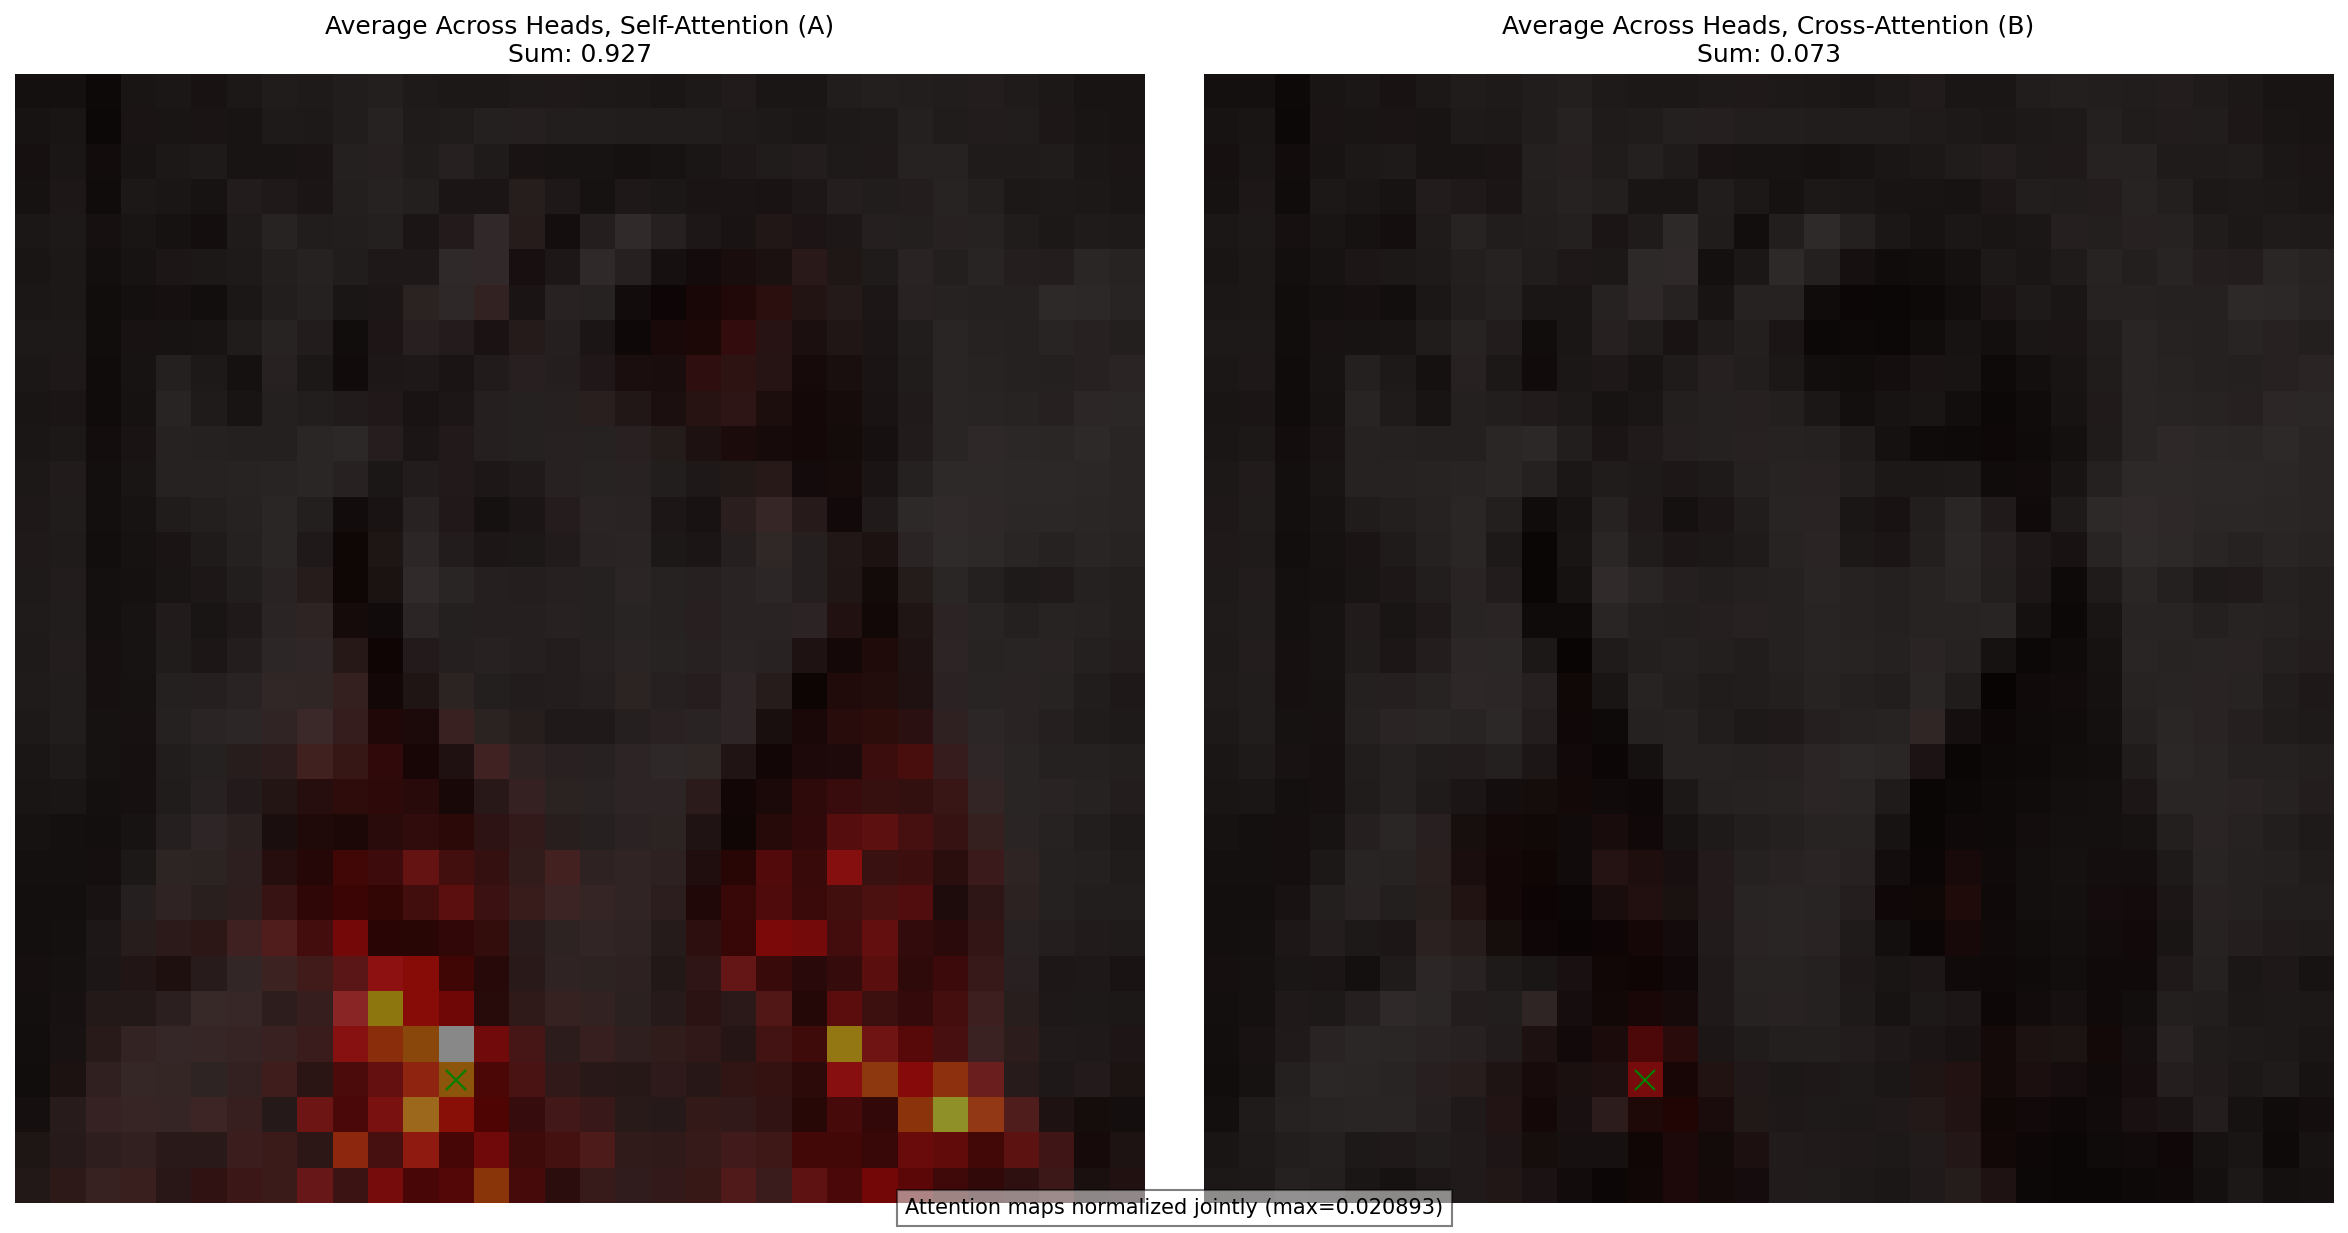 Average Across Heads, Self-Attention (A)
Sum: 0.927
Average Across Heads, Cross-Attention (B)
Sum: 0.073
Attention maps normalized jointly (max=0.020893)